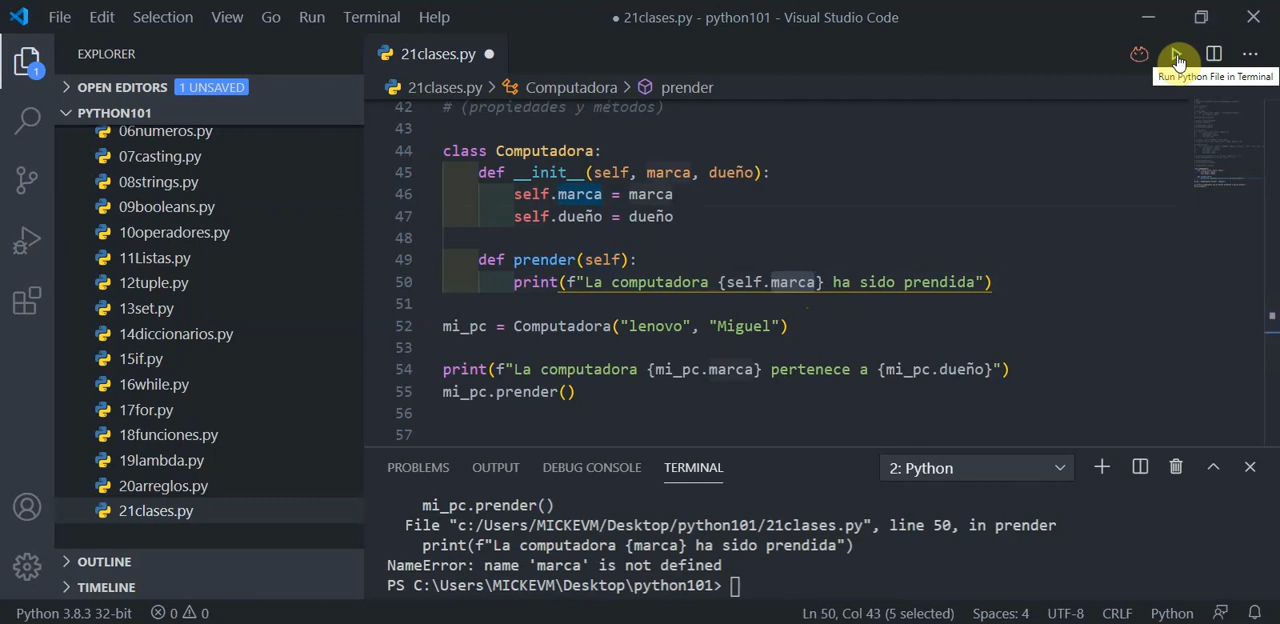 File Edit Selection View Go Run Terminal Help
● 21clases.py - python101 - Visual Studio Code
EXPLORER
21clases.py ●
Run Python File in Terminal
OPEN EDITORS 1 UNSAVED
21clases.py > Computadora > prender
PYTHON101
06numeros.py
07casting.py
08strings.py
09booleans.py
10operadores.py
11Listas.py
12tuple.py
13set.py
14diccionarios.py
15if.py
16while.py
17for.py
18funciones.py
19lambda.py
20arreglos.py
21clases.py
OUTLINE
TIMELINE
42 # (propiedades y métodos)
43
44 class Computadora:
45 def __init__(self, marca, dueño):
46 self.marca = marca
47 self.dueño = dueño
48
49 def prender(self):
50 print(f"La computadora {self.marca} ha sido prendida")
51
52 mi_pc = Computadora("lenovo", "Miguel")
53
54 print(f"La computadora {mi_pc.marca} pertenece a {mi_pc.dueño}")
55 mi_pc.prender()
56
57
PROBLEMS OUTPUT DEBUG CONSOLE TERMINAL 2: Python
mi_pc.prender()
File "c:/Users/MICKEVM/Desktop/python101/21clases.py", line 50, in prender
print(f"La computadora {marca} ha sido prendida")
NameError: name 'marca' is not defined
PS C:\Users\MICKEVM\Desktop\python101>
Python 3.8.3 32-bit 0 0 Ln 50, Col 43 (5 selected) Spaces: 4 UTF-8 CRLF Python
1